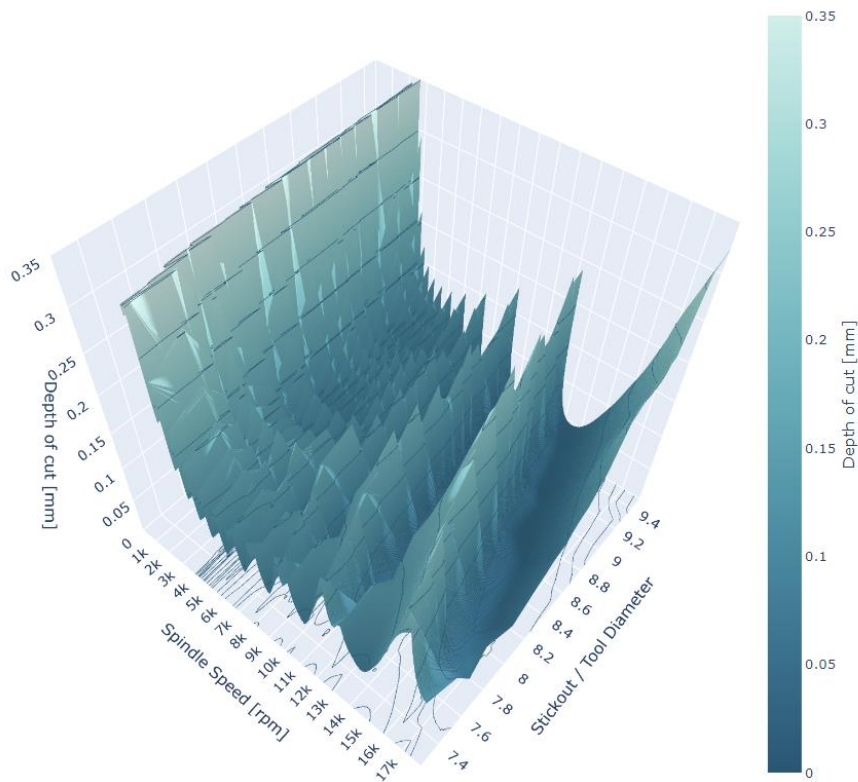 0.35
0.3
0.25
0.2
0.15
0.1
0.05
Depth of cut [mm]
0
1k
2k
3k
4k
5k
6k
7k
8k
9k
10k
11k
12k
13k
14k
15k
16k
17k
Spindle Speed [rpm]
7.4
7.6
7.8
8
8.2
8.4
8.6
8.8
9
9.2
9.4
Stickout / Tool Diameter
0.35
0.3
0.25
0.2
0.15
0.1
0.05
0
Depth of cut [mm]